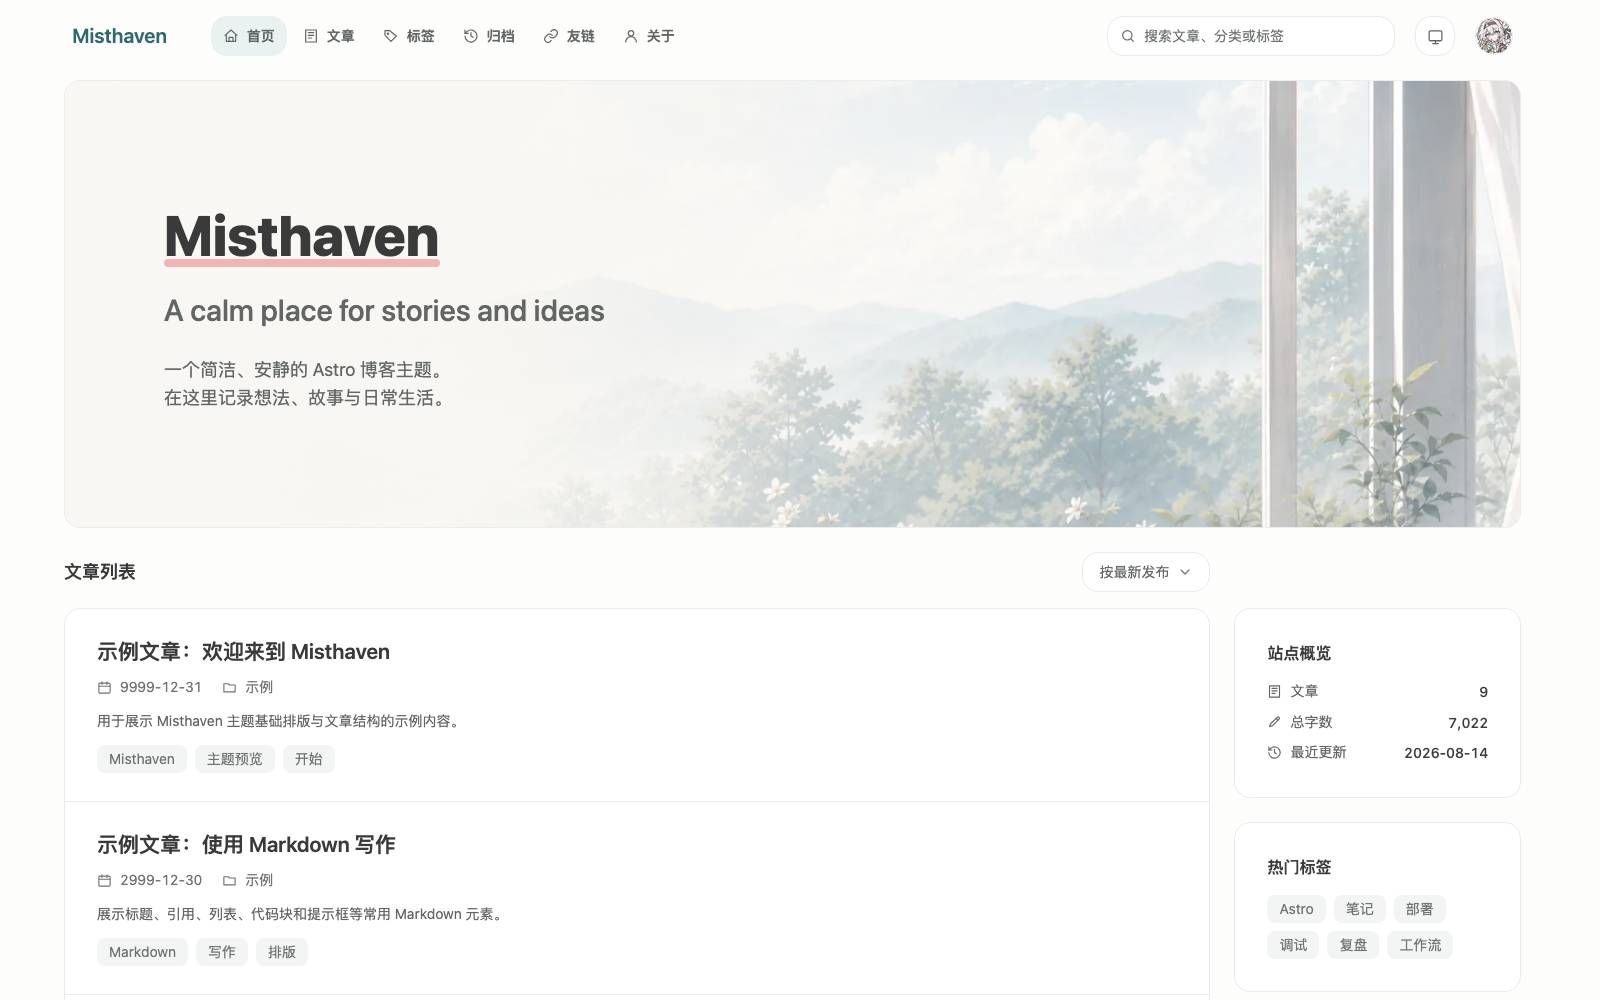 Misthaven
首页
文章
标签
归档
友链
关于
搜索文章、分类或标签
Misthaven
A calm place for stories and ideas
一个简洁、安静的 Astro 博客主题。
在这里记录想法、故事与日常生活。
文章列表
按最新发布
示例文章：欢迎来到 Misthaven
9999-12-31 示例
用于展示 Misthaven 主题基础排版与文章结构的示例内容。
Misthaven 主题预览 开始
示例文章：使用 Markdown 写作
2999-12-30 示例
展示标题、引用、列表、代码块和提示框等常用 Markdown 元素。
Markdown 写作 排版
站点概览
文章 9
总字数 7,022
最近更新 2026-08-14
热门标签
Astro 笔记 部署
调试 复盘 工作流